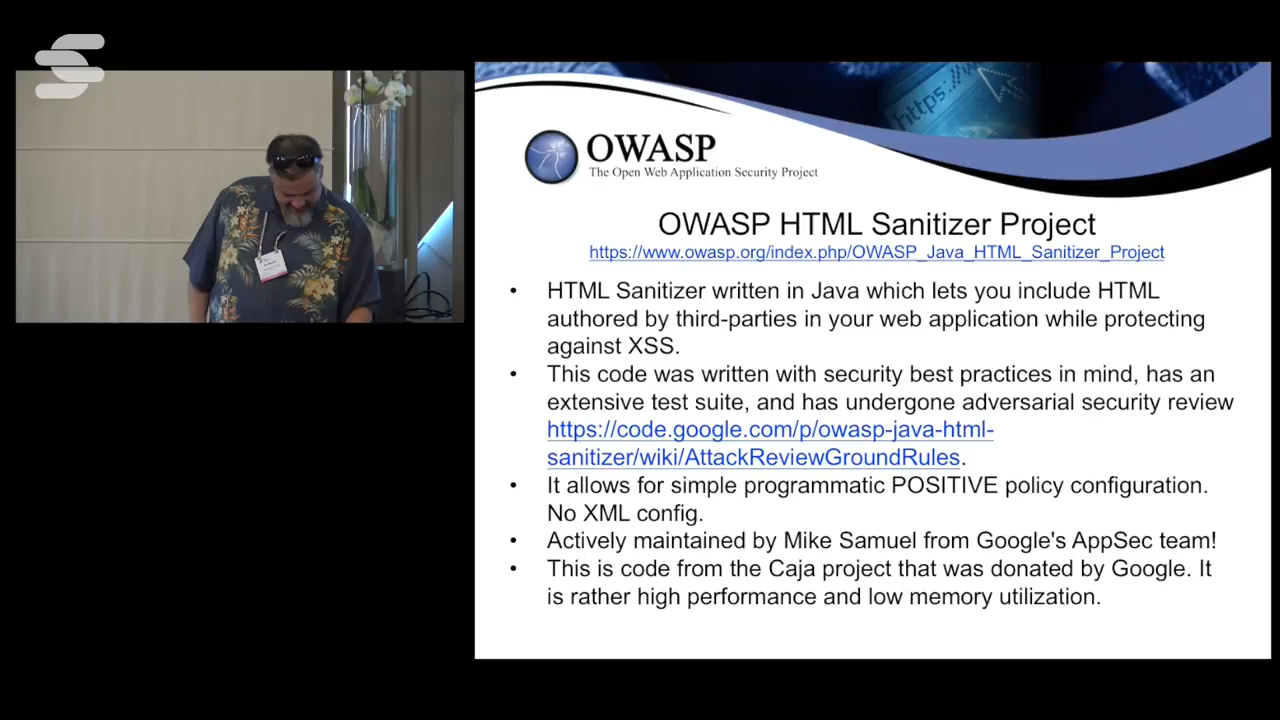 https://w
OWASP
The Open Web Application Security Project
OWASP HTML Sanitizer Project
https://www.owasp.org/index.php/OWASP_Java_HTML_Sanitizer_Project
• HTML Sanitizer written in Java which lets you include HTML
authored by third-parties in your web application while protecting
against XSS.
• This code was written with security best practices in mind, has an
extensive test suite, and has undergone adversarial security review
https://code.google.com/p/owasp-java-html-
sanitizer/wiki/AttackReviewGroundRules.
• It allows for simple programmatic POSITIVE policy configuration.
No XML config.
• Actively maintained by Mike Samuel from Google's AppSec team!
• This is code from the Caja project that was donated by Google. It
is rather high performance and low memory utilization.